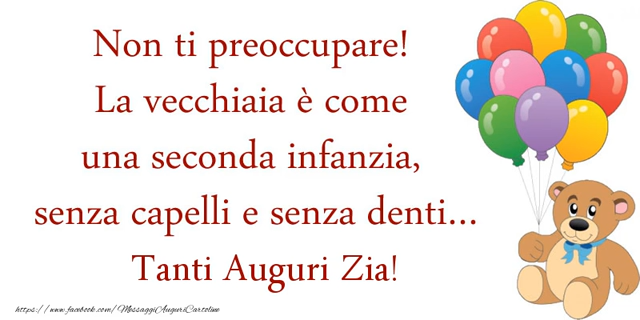 Non ti preoccupare!
La vecchiaia è come
una seconda infanzia,
senza capelli e senza denti...
Tanti Auguri Zia!
https://www.facebook.com/MessaggiAuguriCartoline